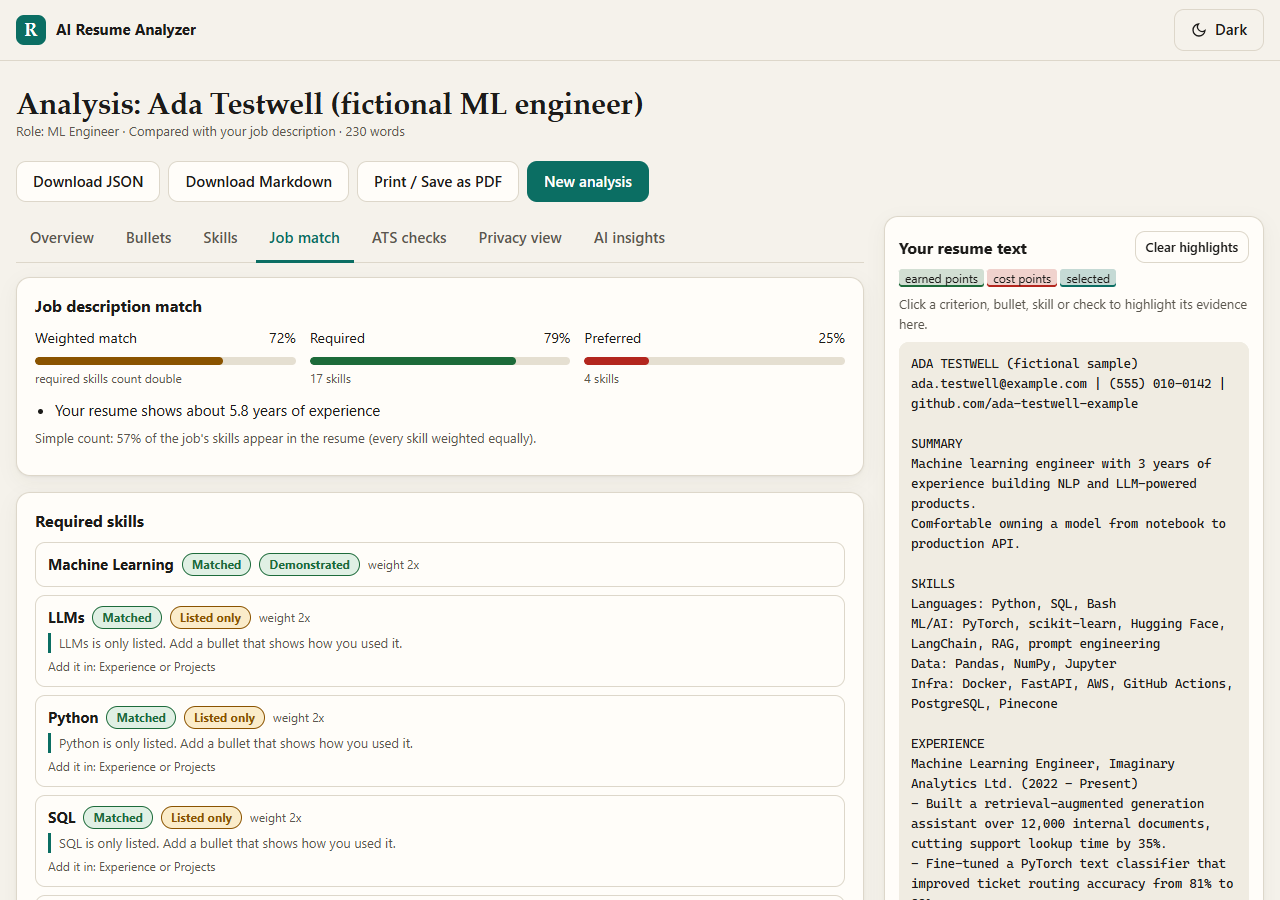 R AI Resume Analyzer
Dark
Analysis: Ada Testwell (fictional ML engineer)
Role: ML Engineer · Compared with your job description · 230 words
Download JSON
Download Markdown
Print / Save as PDF
New analysis
Overview
Bullets
Skills
Job match
ATS checks
Privacy view
AI insights
Job description match
Weighted match 72%
required skills count double
Required 79%
17 skills
Preferred 25%
4 skills
• Your resume shows about 5.8 years of experience
Simple count: 57% of the job's skills appear in the resume (every skill weighted equally).
Required skills
Machine Learning Matched Demonstrated weight 2x
LLMs Matched Listed only weight 2x
LLMs is only listed. Add a bullet that shows how you used it.
Add it in: Experience or Projects
Python Matched Listed only weight 2x
Python is only listed. Add a bullet that shows how you used it.
Add it in: Experience or Projects
SQL Matched Listed only weight 2x
SQL is only listed. Add a bullet that shows how you used it.
Add it in: Experience or Projects
Your resume text
Clear highlights
earned points cost points selected
Click a criterion, bullet, skill or check to highlight its evidence
here.
ADA TESTWELL (fictional sample)
ada.testwell@example.com | (555) 010-0142 |
github.com/ada-testwell-example
SUMMARY
Machine learning engineer with 3 years of
experience building NLP and LLM-powered
products.
Comfortable owning a model from notebook to
production API.
SKILLS
Languages: Python, SQL, Bash
ML/AI: PyTorch, scikit-learn, Hugging Face,
LangChain, RAG, prompt engineering
Data: Pandas, NumPy, Jupyter
Infra: Docker, FastAPI, AWS, GitHub Actions,
PostgreSQL, Pinecone
EXPERIENCE
Machine Learning Engineer, Imaginary
Analytics Ltd. (2022 – Present)
– Built a retrieval-augmented generation
assistant over 12,000 internal documents,
cutting support lookup time by 35%.
– Fine-tuned a PyTorch text classifier that
improved ticket routing accuracy from 81% to